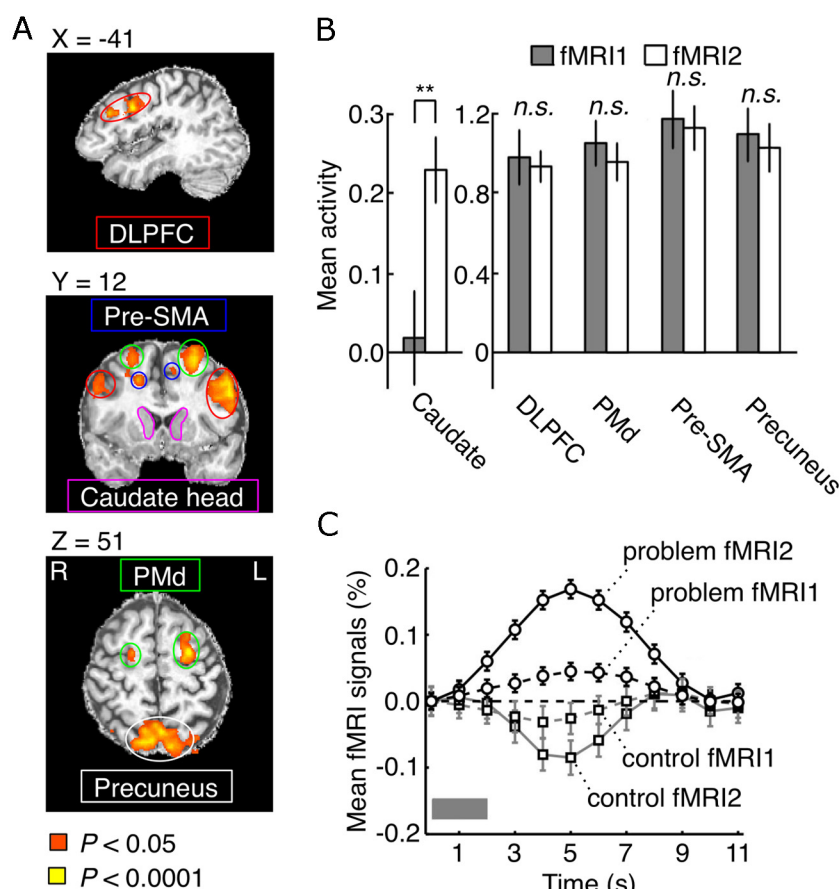 A
X = -41
DLPFC
Y = 12
Pre-SMA
Caudate head
Z = 51
R
L
PMd
Precuneus
P < 0.05
P < 0.0001
B
fMRI1
fMRI2
Mean activity
0.3
0.2
0.1
0.0
**
1.2
0.8
0.4
0
n.s.
n.s.
n.s.
n.s.
Caudate
DLPFC
PMd
Pre-SMA
Precuneus
C
Mean fMRI signals (%)
0.2
0.1
0.0
-0.1
-0.2
problem fMRI2
problem fMRI1
control fMRI1
control fMRI2
1
3
5
7
9
11
Time (s)